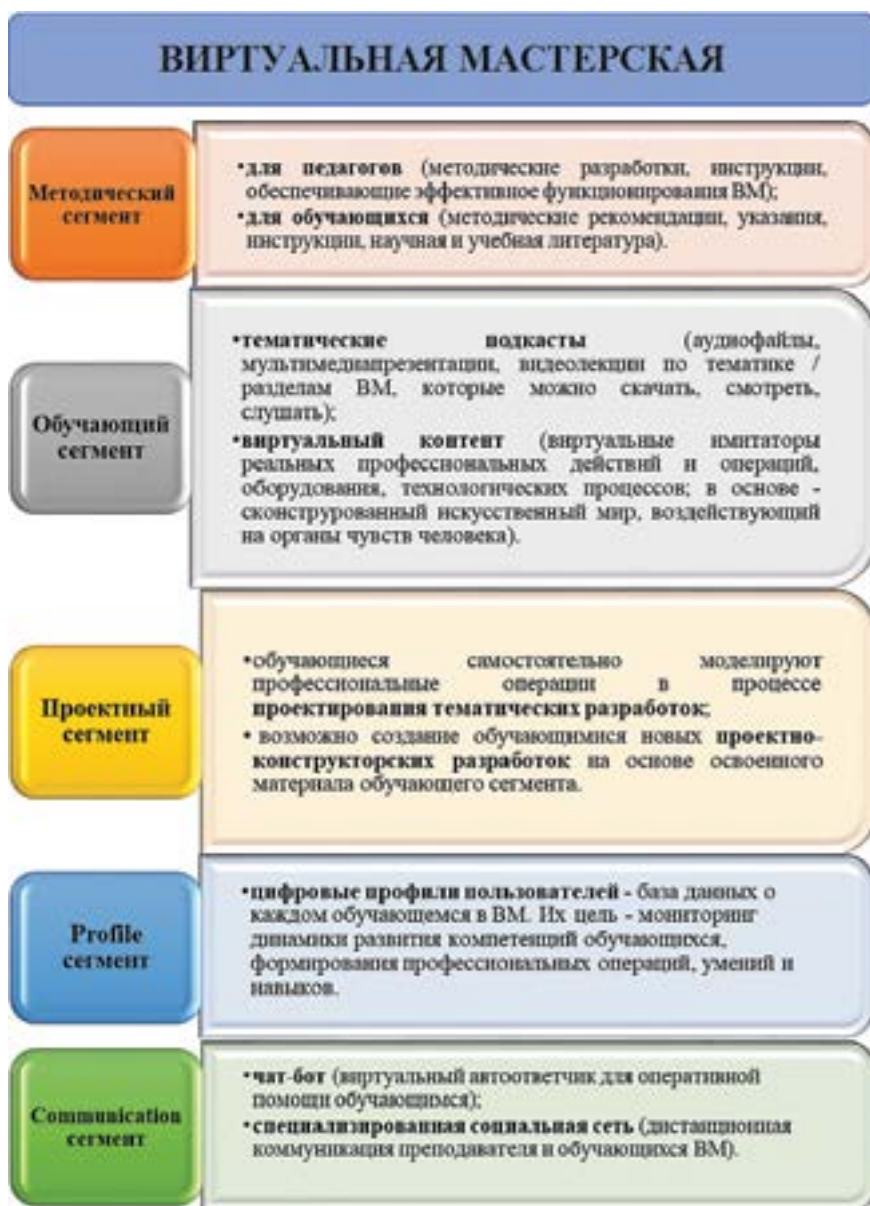 ВИРТУАЛЬНАЯ МАСТЕРСКАЯ
Методический
сегмент
•для педагогов (методические разработки, инструкции,
обеспечивающие эффективное функционирования ВМ);
•для обучающихся (методические рекомендации, указания,
инструкции, научная и учебная литература).
Обучающий
сегмент
•тематические подкасты (аудиофайлы,
мультимедиапрезентации, видеолекции по тематике /
разделам ВМ, которые можно скачать, смотреть,
слушать);
•виртуальный контент (виртуальные имитаторы
реальных профессиональных действий и операций,
оборудования, технологических процессов; в основе -
сконструрованный искусственный мир, воздействующий
на органы чувств человека).
Проектный
сегмент
•обучающиеся самостоятельно моделируют
профессиональные операции в процессе
проектирования тематических разработок;
• возможно создание обучающимися новых проектно-
конструкторских разработок на основе освоенного
материала обучающего сегмента.
Profile
сегмент
•цифровые профили пользователей - база данных о
каждом обучающемся в ВМ. Их цель - мониторинг
динамики развития компетенций обучающихся,
формирования профессиональных операций, умений и
навыков.
Communication
сегмент
•чат-бот (виртуальный автоответчик для оперативной
помощи обучающимся);
•специализированная социальная сеть (дистанционная
коммуникация преподавателя и обучающихся ВМ).